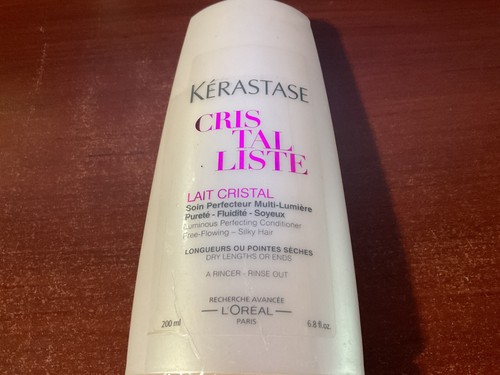 KÉRASTASE
CRIS
TAL
LISTE
LAIT CRISTAL
Soin Perfecteur Multi-Lumière
Pureté - Fluidité - Soyeux
Luminous Perfecting Conditioner
Free-Flowing – Silky Hair
LONGUEURS OU POINTES SÈCHES
DRY LENGTHS OR ENDS
A RINCER - RINSE OUT
RECHERCHE AVANCÉE
L'ORÉAL
PARIS
200 ml
6.8 fl.oz.